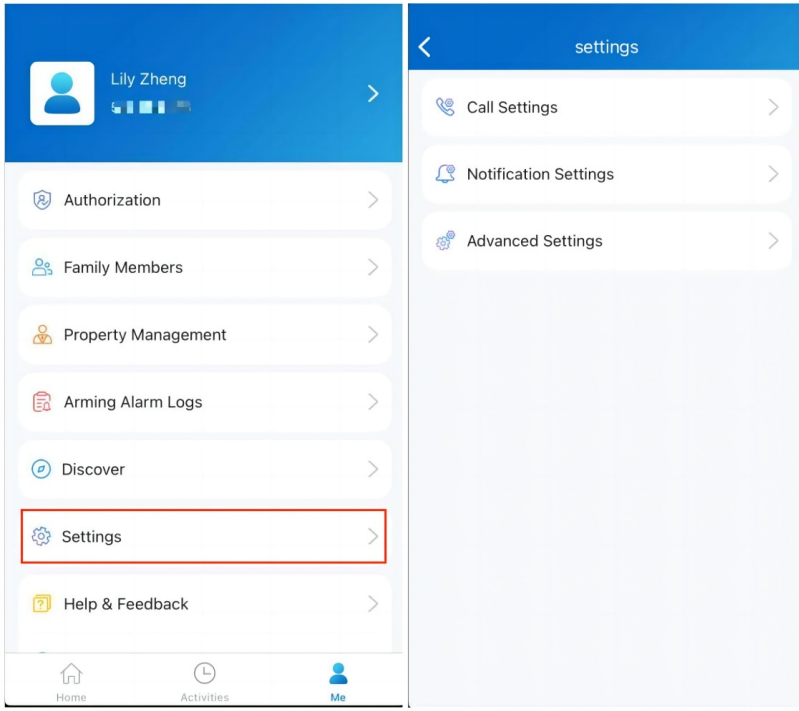 Lily Zheng
Authorization
Family Members
Property Management
Arming Alarm Logs
Discover
Settings
Help & Feedback
Home
Activities
Me
settings
Call Settings
Notification Settings
Advanced Settings